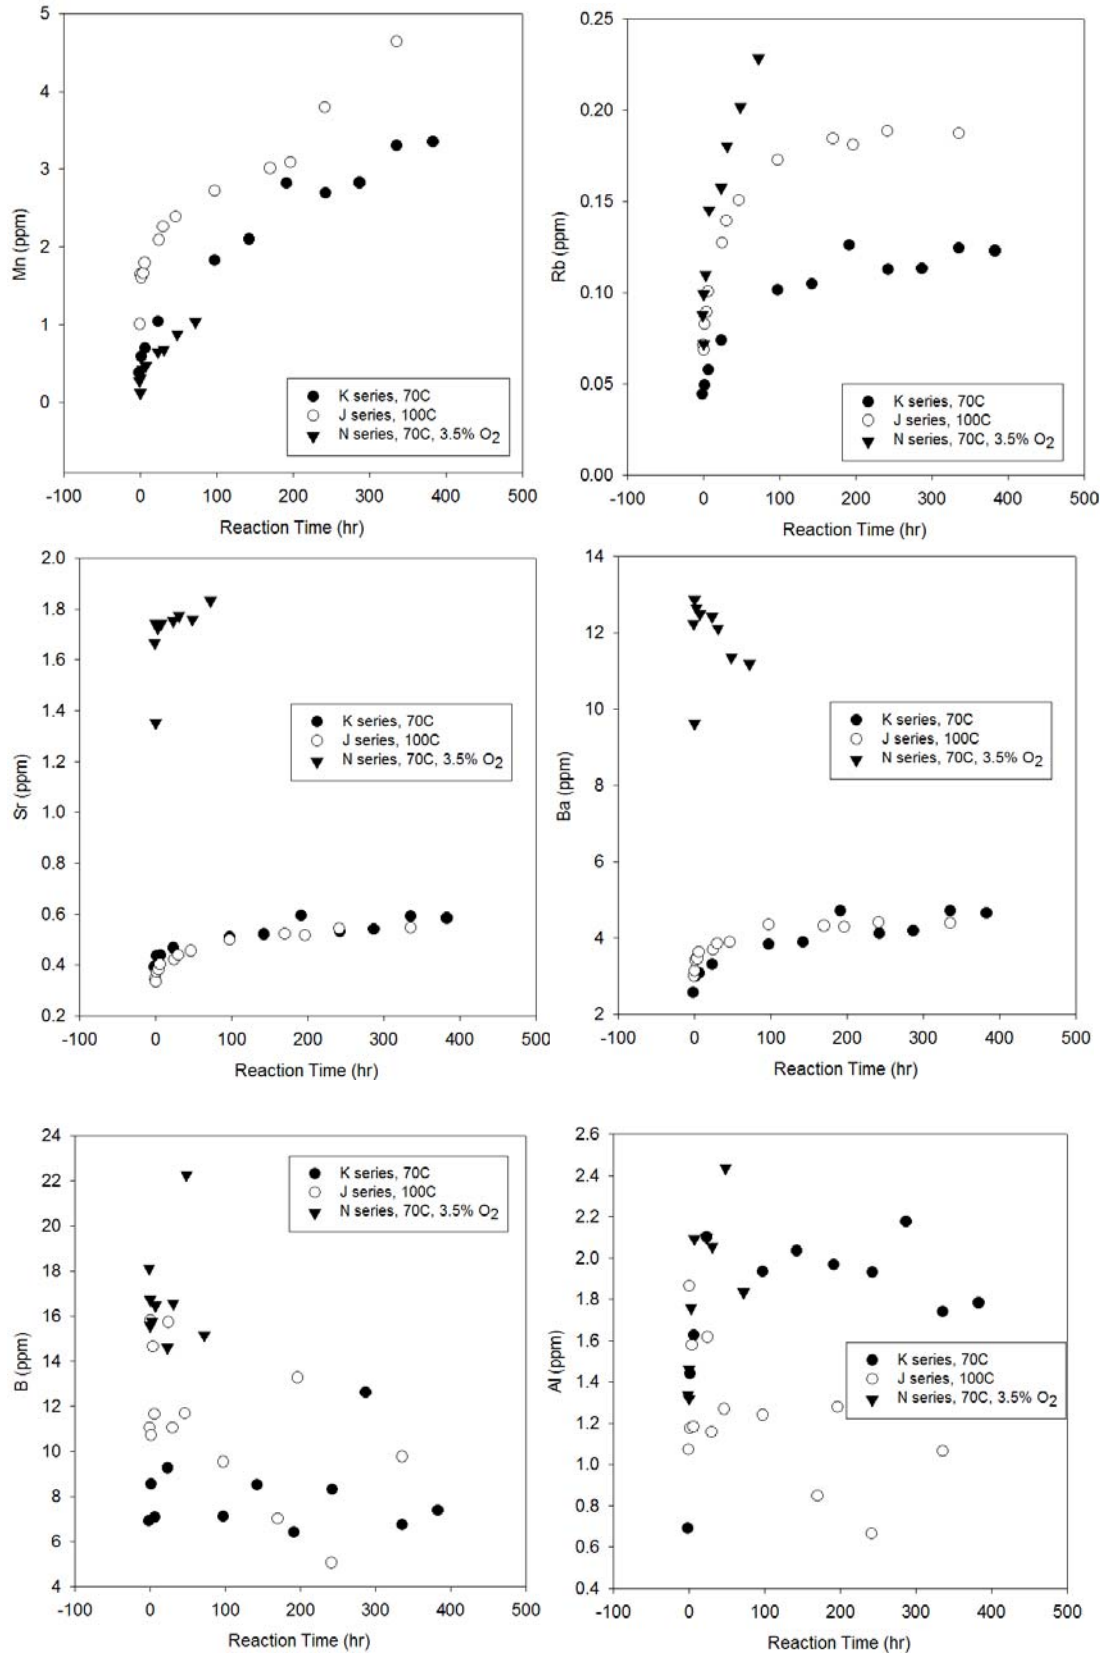 5
4
3
2
1
0
Mn (ppm)
K series, 70C
J series, 100C
N series, 70C, 3.5% O2
-100 0 100 200 300 400 500
Reaction Time (hr)
0.25
0.20
0.15
0.10
0.05
0.00
Rb (ppm)
K series, 70C
J series, 100C
N series, 70C, 3.5% O2
-100 0 100 200 300 400 500
Reaction Time (hr)
2.0
1.8
1.6
1.4
1.2
1.0
0.8
0.6
0.4
0.2
Sr (ppm)
K series, 70C
J series, 100C
N series, 70C, 3.5% O2
-100 0 100 200 300 400 500
Reaction Time (hr)
14
12
10
8
6
4
2
Ba (ppm)
K series, 70C
J series, 100C
N series, 70C, 3.5% O2
-100 0 100 200 300 400 500
Reaction Time (hr)
24
22
20
18
16
14
12
10
8
6
4
B (ppm)
K series, 70C
J series, 100C
N series, 70C, 3.5% O2
-100 0 100 200 300 400 500
Reaction Time (hr)
2.6
2.4
2.2
2.0
1.8
1.6
1.4
1.2
1.0
0.8
0.6
0.4
Al (ppm)
K series, 70C
J series, 100C
N series, 70C, 3.5% O2
-100 0 100 200 300 400 500
Reaction Time (hr)